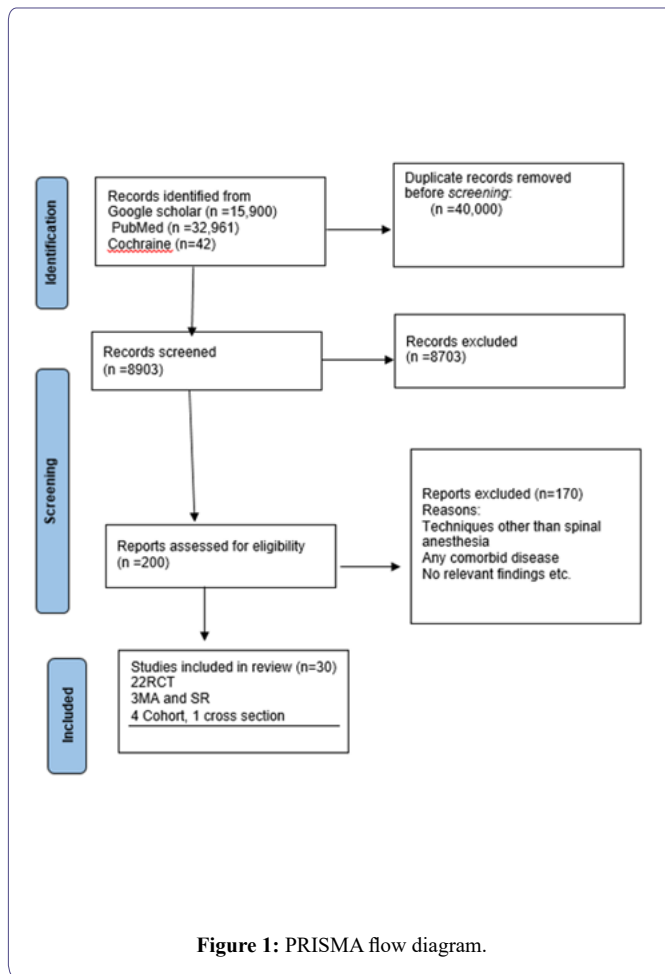 Identification
Records identified from
Google scholar (n =15,900)
PubMed (n =32,961)
Cochraine (n=42)
Duplicate records removed
before screening:
(n =40,000)
Screening
Records screened
(n =8903)
Records excluded
(n =8703)
Reports assessed for eligibility
(n =200)
Reports excluded (n=170)
Reasons:
Techniques other than spinal
anesthesia
Any comorbid disease
No relevant findings etc.
Included
Studies included in review (n=30)
22RCT
3MA and SR
4 Cohort, 1 cross section
Figure 1: PRISMA flow diagram.